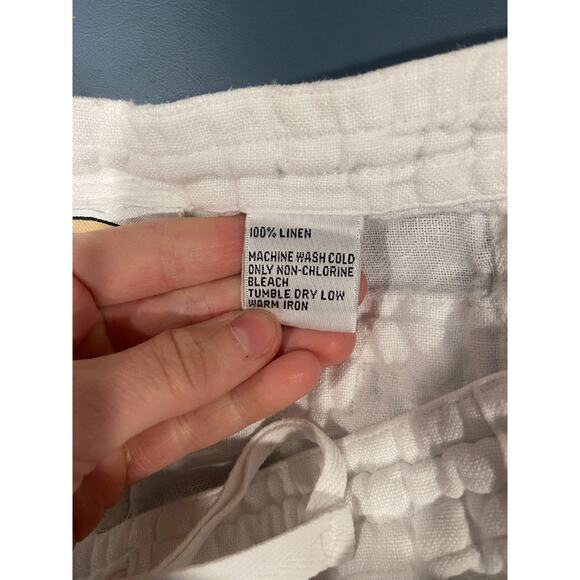 100% LINEN
MACHINE WASH COLD
ONLY NON-CHLORINE
BLEACH
TUMBLE DRY LOW
WARM IRON